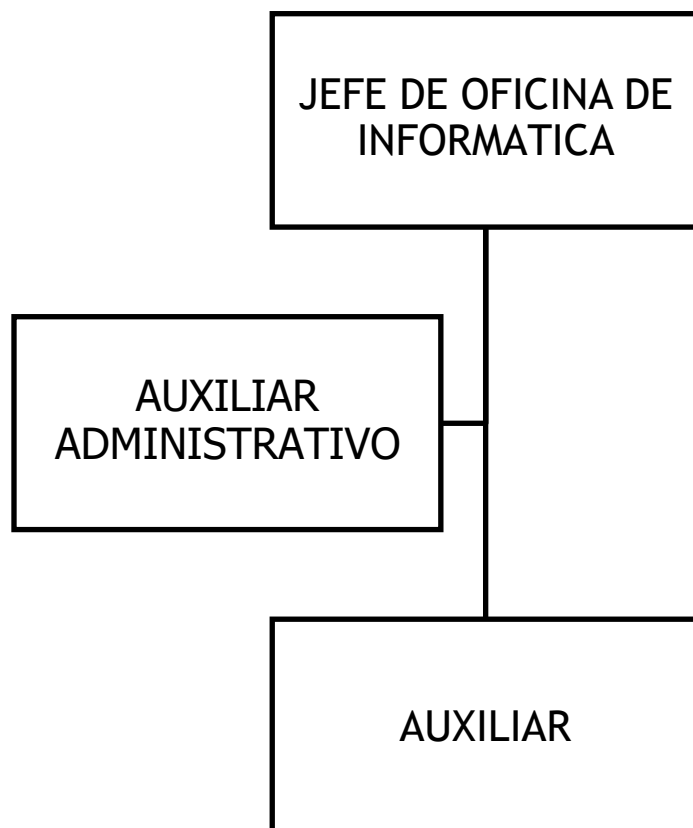 JEFE DE OFICINA DE
INFORMATICA
AUXILIAR
ADMINISTRATIVO
AUXILIAR